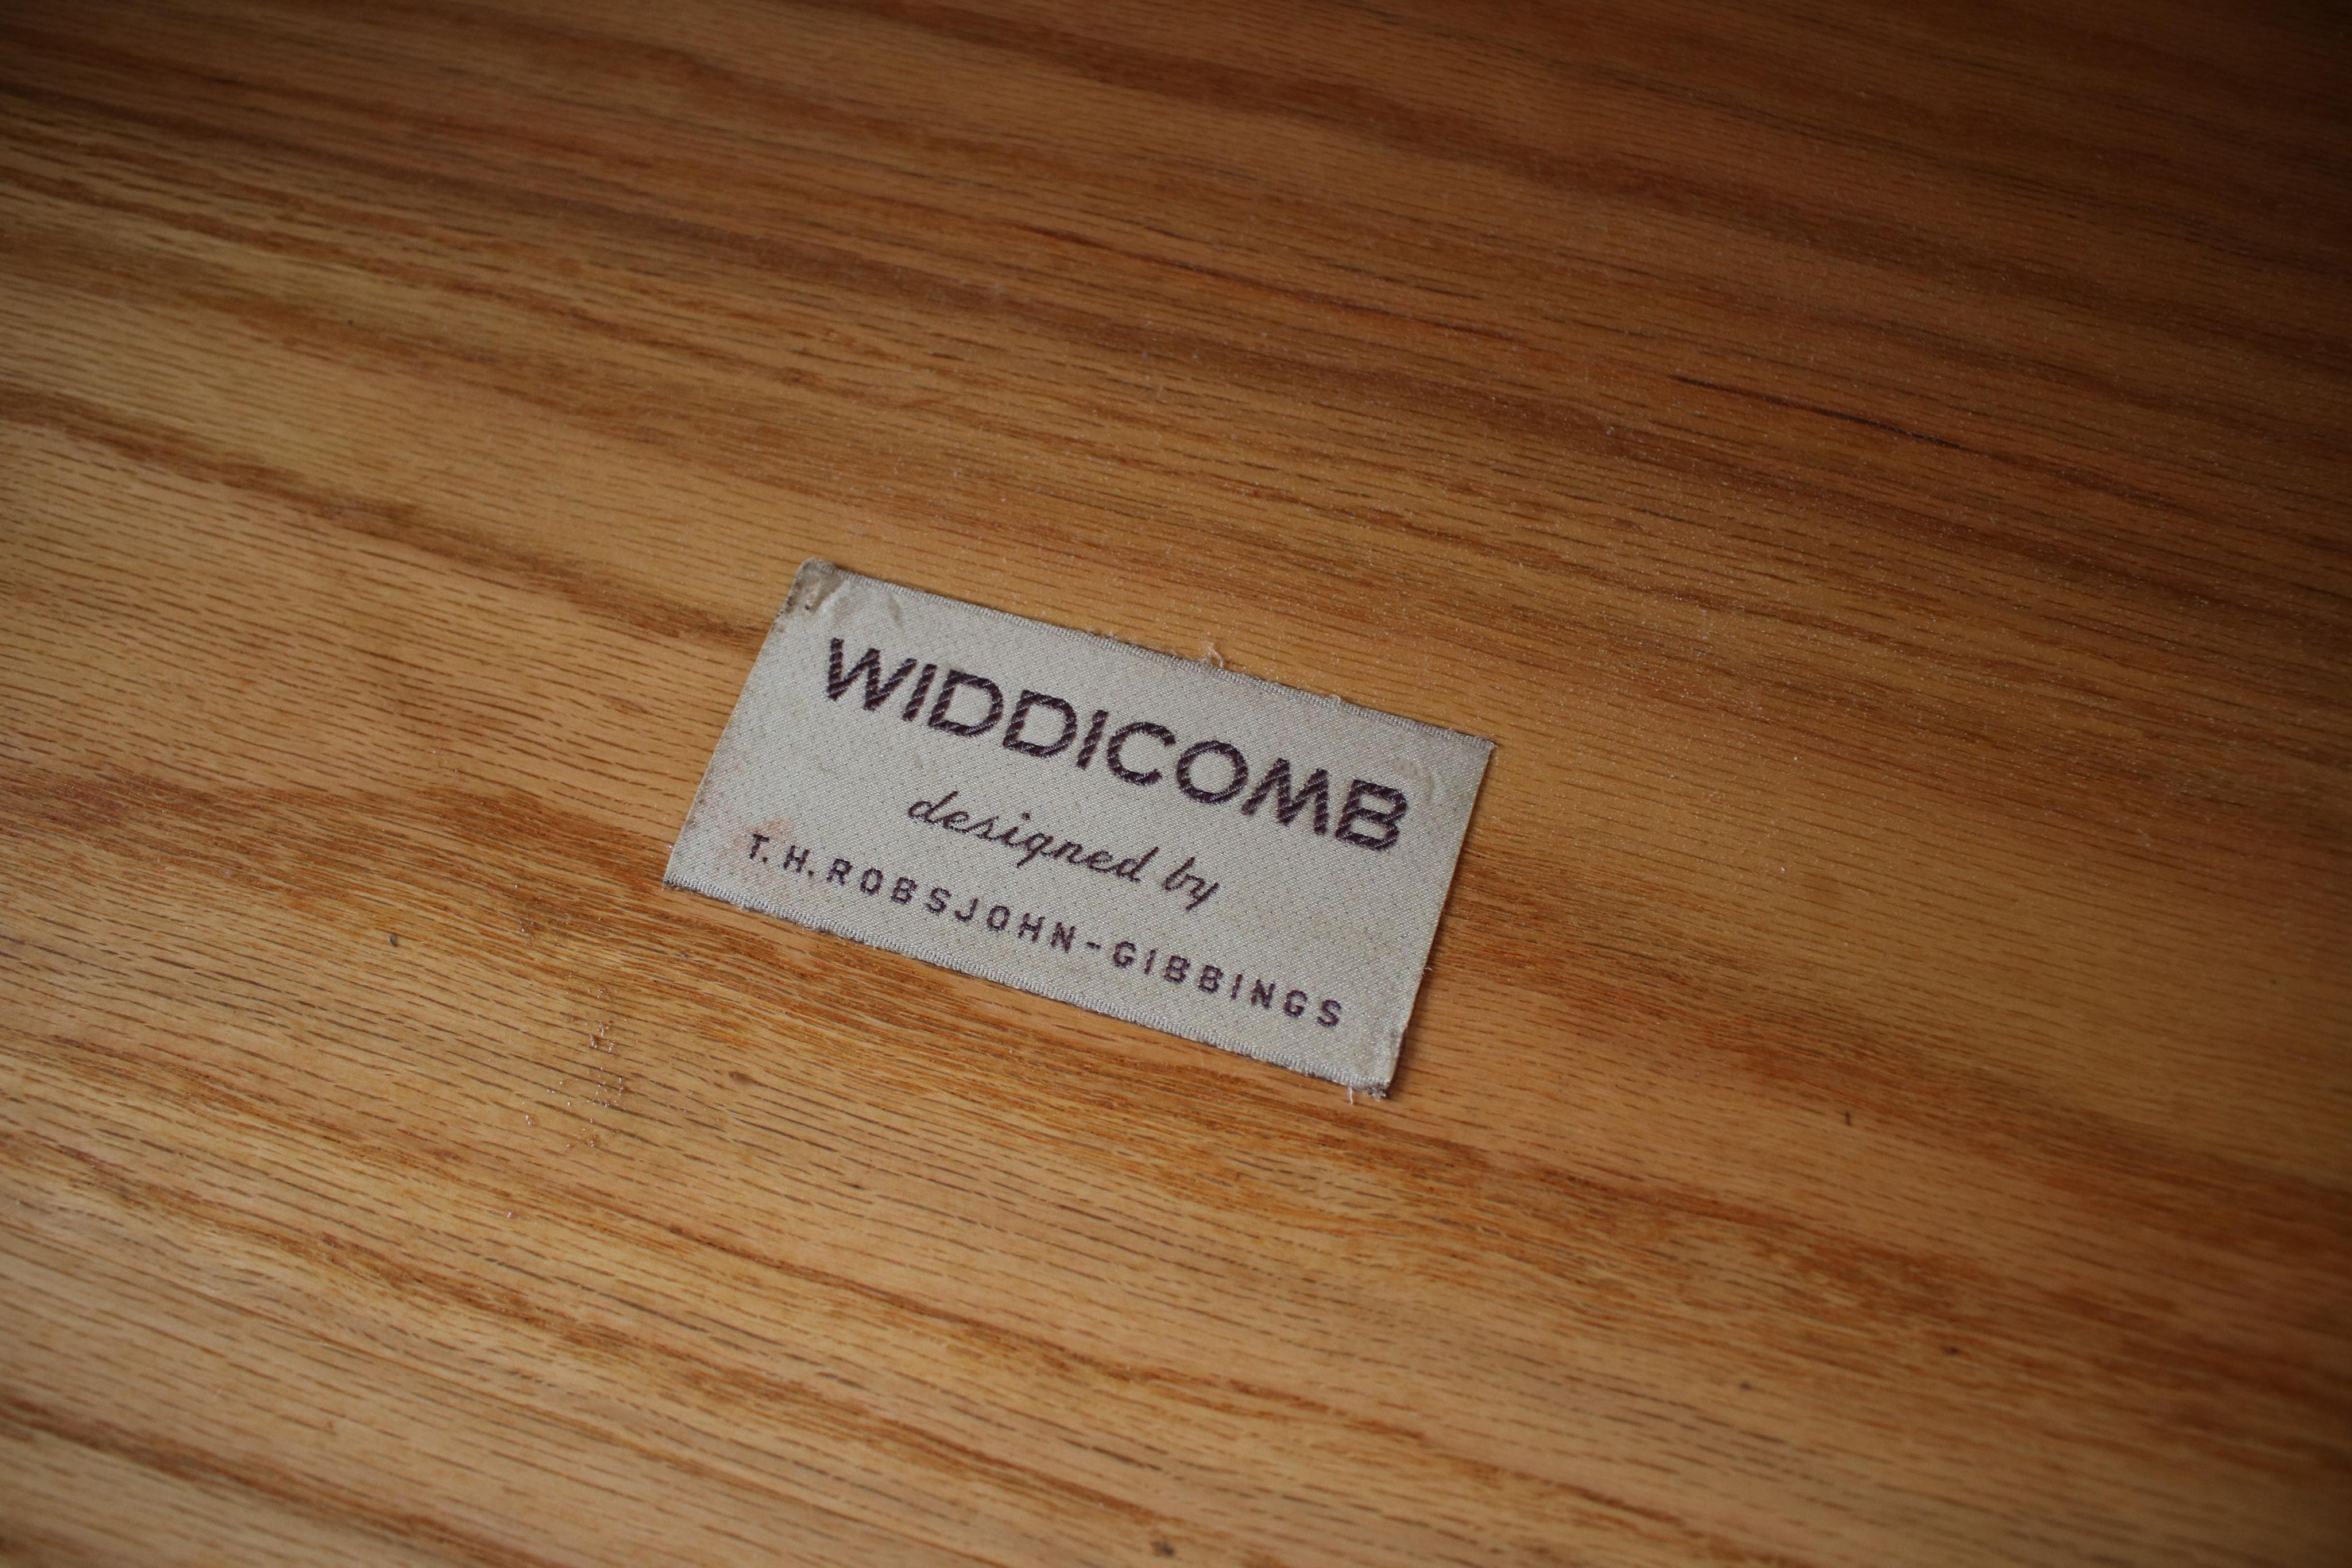 WIDDICOMB
designed by
T. H. ROBSJOHN-GIBBINGS